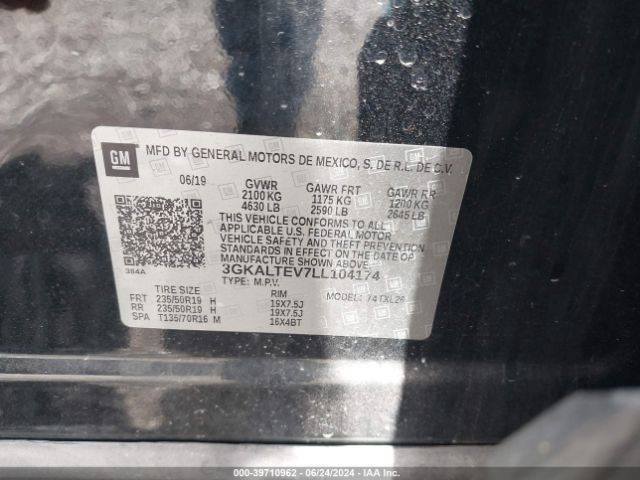 GM
MFD BY GENERAL MOTORS DE MEXICO, S. DE R.L. DE C.V.
06/19 GVWR GAWR FRT GAWR RR
2100 KG 1175 KG 1200 KG
4630 LB 2590 LB 2645 LB
THIS VEHICLE CONFORMS TO ALL
APPLICABLE U.S. FEDERAL MOTOR
VEHICLE SAFETY AND THEFT PREVENTION
STANDARDS IN EFFECT ON THE DATE OF
MANUFACTURE SHOWN ABOVE.
384A 3GKALTEV7LL104174
TYPE: M.P.V.
TIRE SIZE RIM MODEL: 74TXL26
FRT 235/50R19 H 19X7.5J
RR 235/50R19 H 19X7.5J
SPA T135/70R16 M 16X4BT
000-39710962 - 06/24/2024 - IAA Inc.